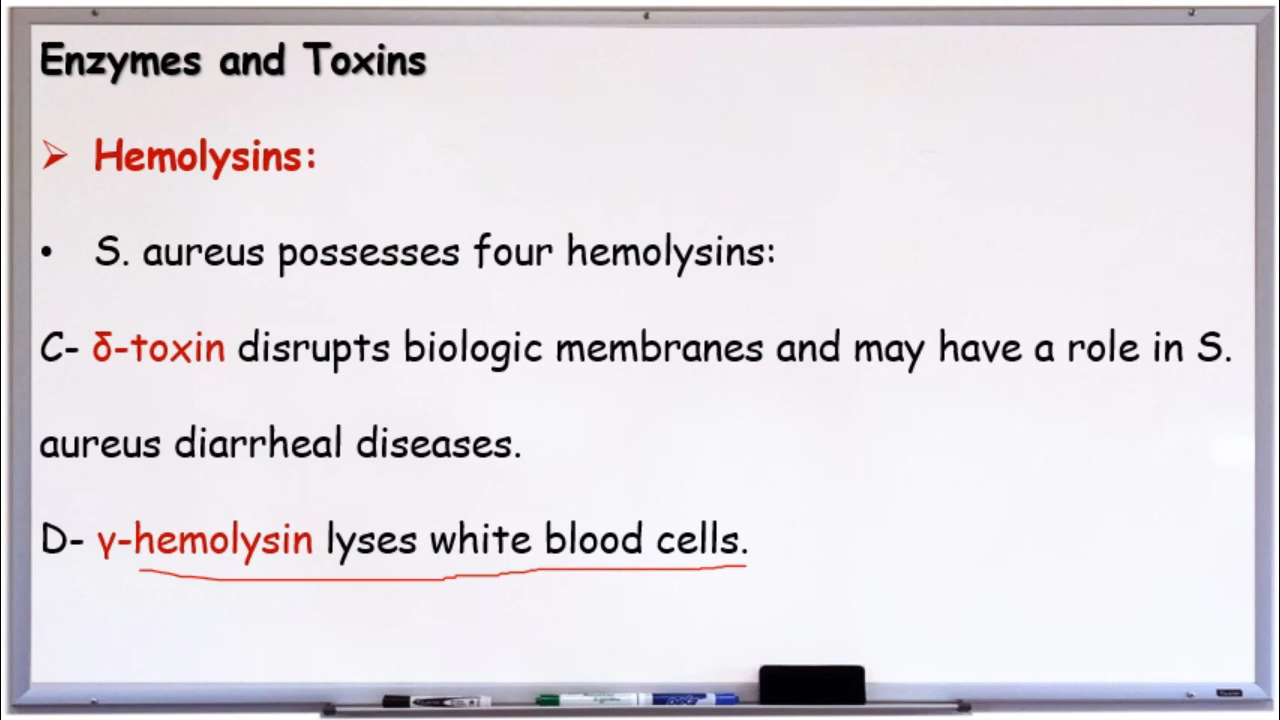 Enzymes and Toxins
➢ Hemolysins:
• S. aureus possesses four hemolysins:
C- δ-toxin disrupts biologic membranes and may have a role in S.
aureus diarrheal diseases.
D- γ-hemolysin lyses white blood cells.